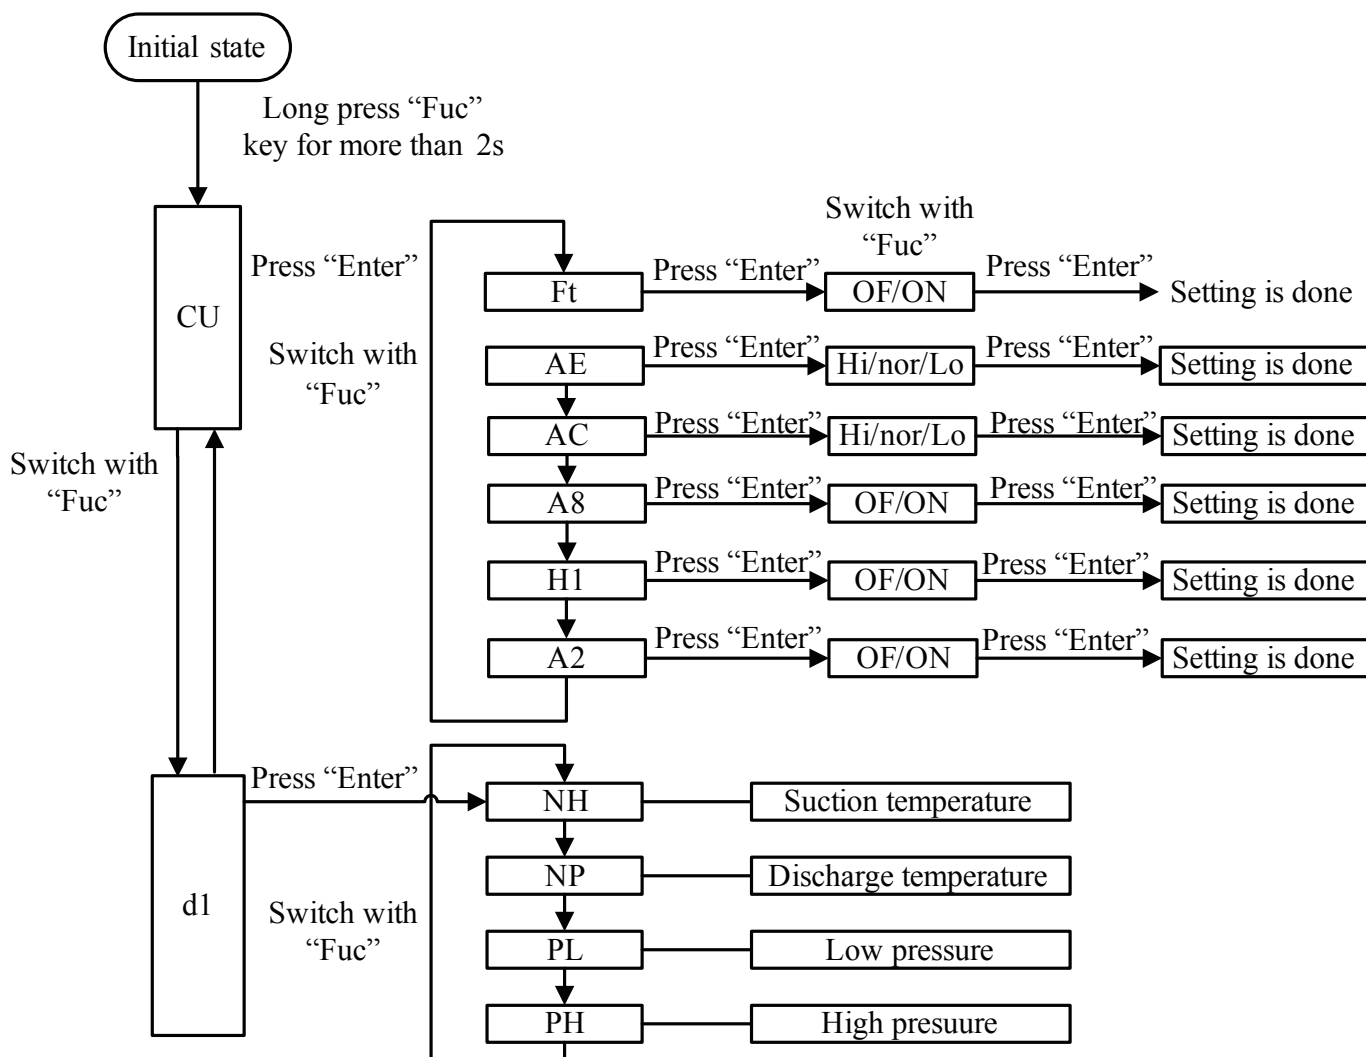 Initial state
Long press “Fuc”
key for more than 2s
CU
Press “Enter”
Switch with
“Fuc”
Switch with
“Fuc”
Switch with
“Fuc”
Ft
Press “Enter”
OF/ON
Press “Enter”
Setting is done
AE
Press “Enter”
Hi/nor/Lo
Press “Enter”
Setting is done
AC
Press “Enter”
Hi/nor/Lo
Press “Enter”
Setting is done
A8
Press “Enter”
OF/ON
Press “Enter”
Setting is done
H1
Press “Enter”
OF/ON
Press “Enter”
Setting is done
A2
Press “Enter”
OF/ON
Press “Enter”
Setting is done
d1
Press “Enter”
Switch with
“Fuc”
NH
Suction temperature
NP
Discharge temperature
PL
Low pressure
PH
High presuure